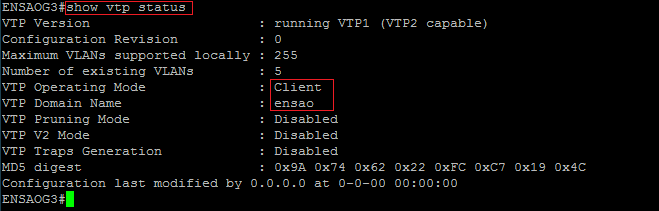 ENSAOG3#show vtp status
VTP Version                     : running VTP1 (VTP2 capable)
Configuration Revision          : 0
Maximum VLANs supported locally : 255
Number of existing VLANs        : 5
VTP Operating Mode              : Client
VTP Domain Name                 : ensao
VTP Pruning Mode                : Disabled
VTP V2 Mode                     : Disabled
VTP Traps Generation            : Disabled
MD5 digest                      : 0x9A 0x74 0x62 0x22 0xFC 0xC7 0x19 0x4C
Configuration last modified by 0.0.0.0 at 0-0-00 00:00:00
ENSAOG3#